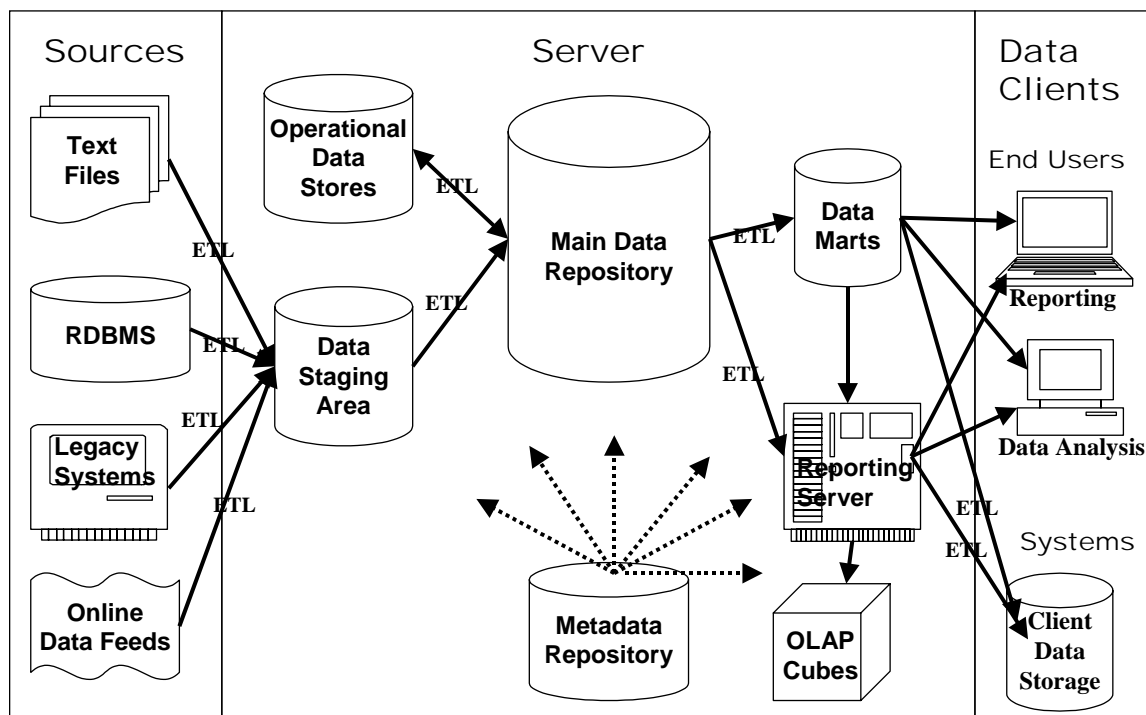 Sources
Server
Data
Clients
Text
Files
RDBMS
Legacy
Systems
Online
Data Feeds
ETL
ETL
ETL
ETL
Operational
Data
Stores
Data
Staging
Area
ETL
ETL
Main Data
Repository
ETL
ETL
Data
Marts
Reporting
Server
Metadata
Repository
OLAP
Cubes
End Users
Reporting
Data Analysis
ETL
ETL
Systems
Client
Data
Storage